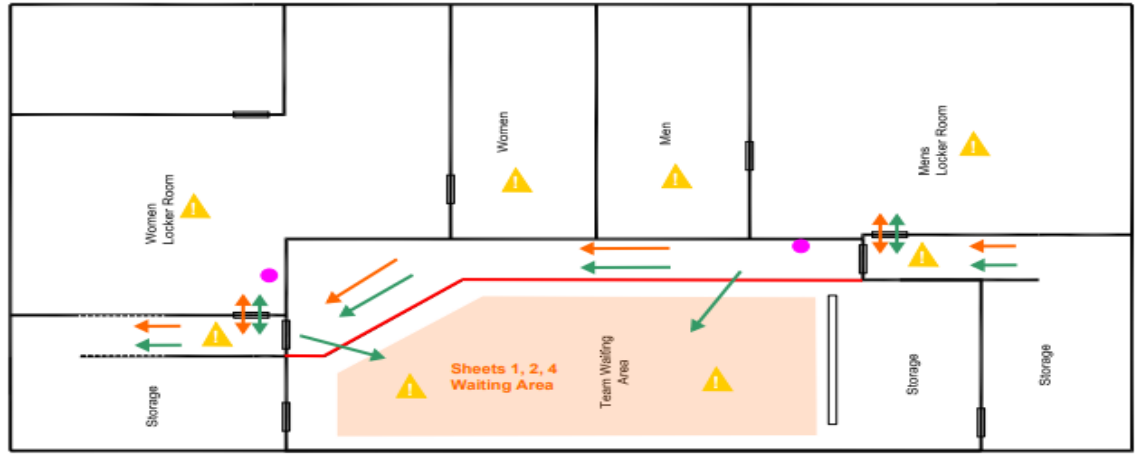 Women
Men
Mens
Locker Room
Women
Locker Room
Sheets 1, 2, 4
Waiting Area
Team Waiting
Area
Storage
Storage
Storage
!
!
!
!
!
!
!
!